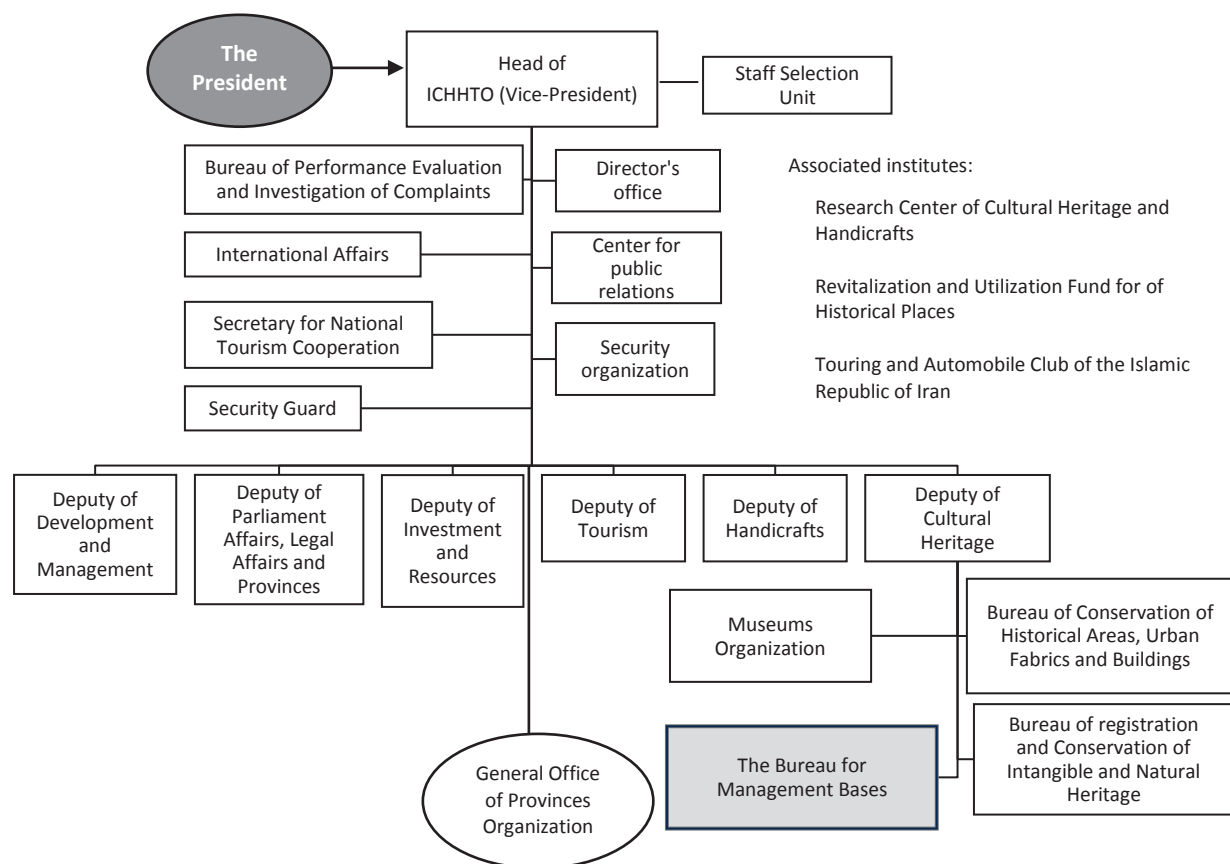 The
President
Head of
ICHHTO (Vice-President)
Staff Selection
Unit
Bureau of Performance Evaluation
and Investigation of Complaints
Director's
office
Associated institutes:
Research Center of Cultural Heritage and
Handicrafts
International Affairs
Center for
public
relations
Revitalization and Utilization Fund for of
Historical Places
Secretary for National
Tourism Cooperation
Security
organization
Touring and Automobile Club of the Islamic
Republic of Iran
Security Guard
Deputy of
Development
and
Management
Deputy of
Parliament
Affairs, Legal
Affairs and
Provinces
Deputy of
Investment
and
Resources
Deputy of
Tourism
Deputy of
Handicrafts
Deputy of
Cultural
Heritage
Museums
Organization
Bureau of Conservation of
Historical Areas, Urban
Fabrics and Buildings
General Office
of Provinces
Organization
The Bureau for
Management Bases
Bureau of registration
and Conservation of
Intangible and Natural
Heritage